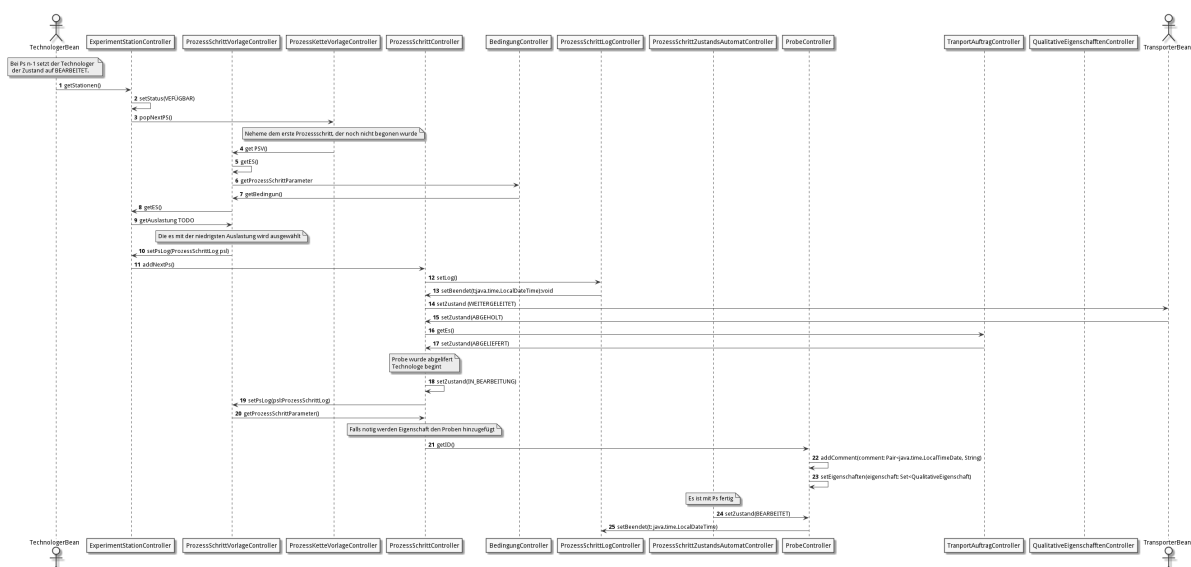 TechnologerBean
ExperimentStationController
ProzessSchrittVorlageController
ProzessKetteVorlageController
ProzessSchrittController
BedingungController
ProzessSchrittLogController
ProzessSchrittZustandsAutomatController
ProbeController
TranportAuftragController
QualitativeEigenschafftenController
TransporterBean
Bei Ps n-1 setzt der Technologer
der Zustand auf BEARBEITET.
1 getStationen()
2 setStatus(VEFÜGBAR)
3 popNextPS()
Neheme dem erste Prozessschritt, der noch nicht begonen wurde
4 get PSV()
5 getES()
6 getProzessSchrittParameter
7 getBedingun()
8 getES()
9 getAuslastung TODO
Die es mit der niedrigsten Auslastung wird ausgewählt
10 setPsLog(ProzessSchrittLog psl)
11 addNextPs()
12 setLog()
13 setBeendet(t:java.time.LocalDateTime):void
14 setZustand (WEITERGELEITET)
15 setZustand(ABGEHOLT)
16 getEs()
17 setZustand(ABGELIEFERT)
Probe wurde abgelifert
Technologe begint
18 setZustand(IN_BEARBEITUNG)
19 setPsLog(psl:ProzessSchrittLog)
20 getProzessSchrittParameter()
Falls notig werden Eigenschaft den Proben hinzugefügt
21 getID()
22 addComment(comment: Pair<java.time.LocalTimeDate, String)
23 setEigenschaften(eigenschaft: Set<QualitativeEigenschaft)
Es ist mit Ps fertig
24 setZustand(BEARBEITET)
25 setBeendet(t: java.time.LocalDateTime)
TechnologerBean
ExperimentStationController
ProzessSchrittVorlageController
ProzessKetteVorlageController
ProzessSchrittController
BedingungController
ProzessSchrittLogController
ProzessSchrittZustandsAutomatController
ProbeController
TranportAuftragController
QualitativeEigenschafftenController
TransporterBean